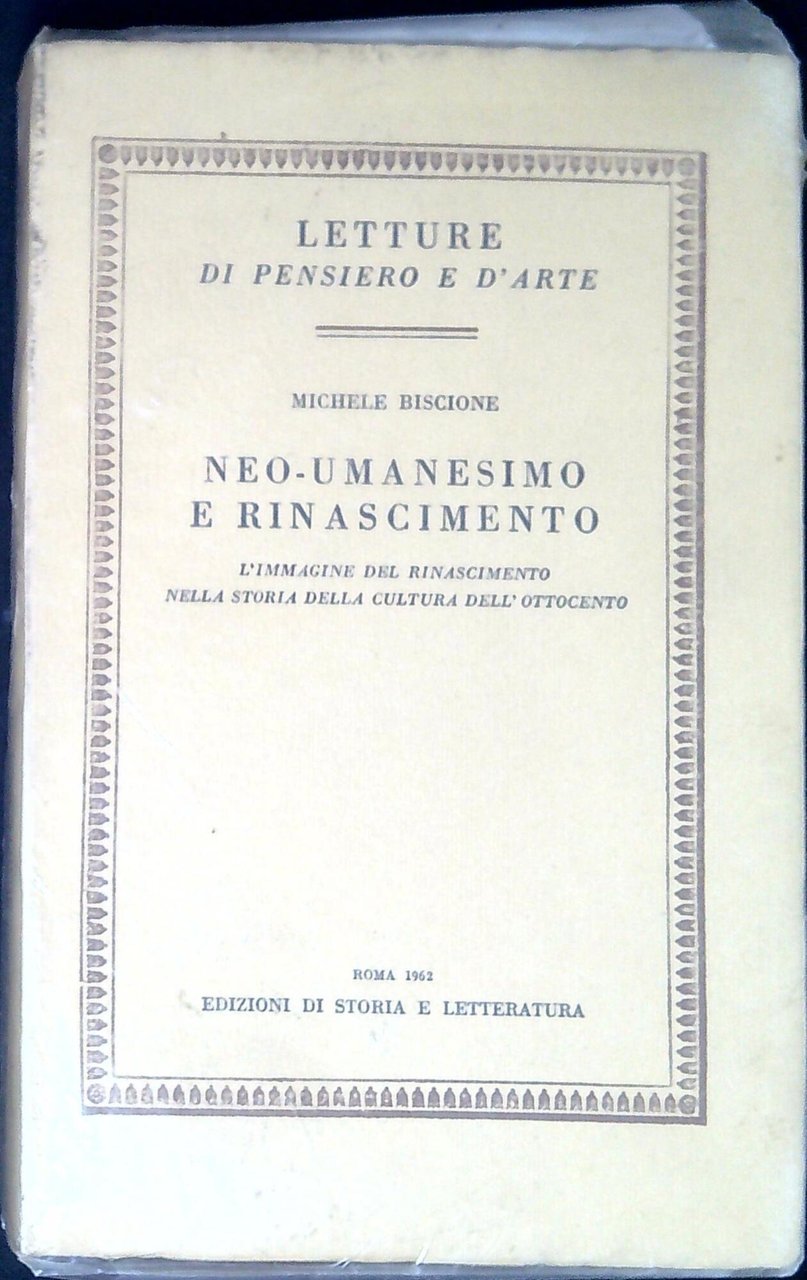 LETTURE
DI PENSIERO E D'ARTE
MICHELE BISCIONE
NEO-UMANESIMO
E RINASCIMENTO
L'IMMAGINE DEL RINASCIMENTO
NELLA STORIA DELLA CULTURA DELL'OTTOCENTO
ROMA 1962
EDIZIONI DI STORIA E LETTERATURA